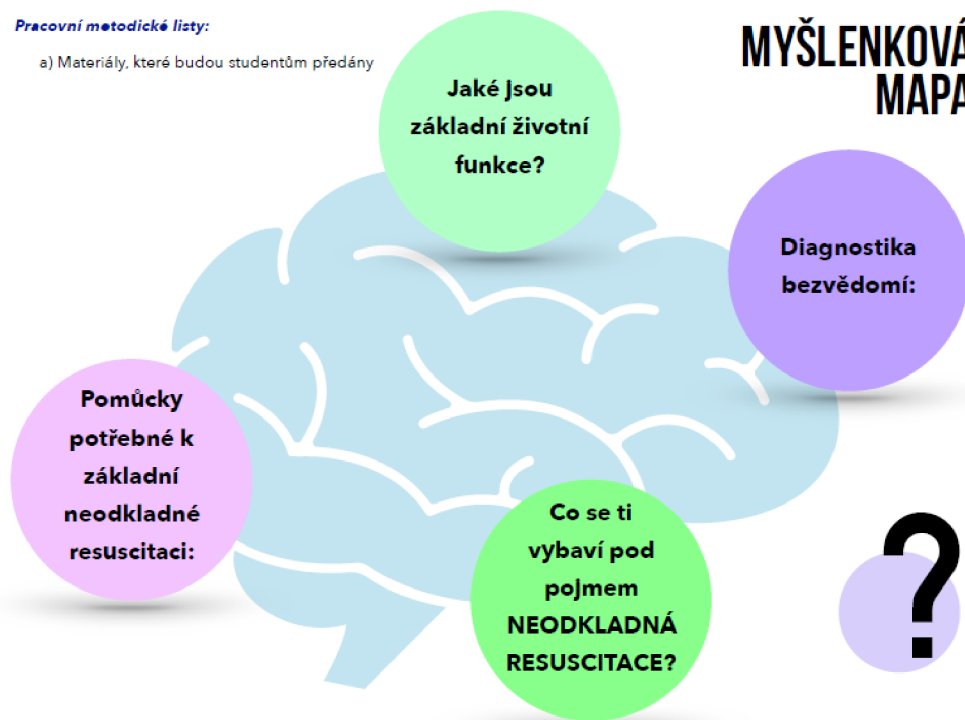 Pracovní metodické listy:
a) Materiály, které budou studentům předány
MYŠLENKOVÁ
MAPA
Jaké jsou
základní životní
funkce?
Diagnostika
bezvědomí:
Pomůcky
potřebné k
základní
neodkladné
resuscitaci:
Co se ti
vybaví pod
pojmem
NEODKLADNÁ
RESUSCITACE?
?